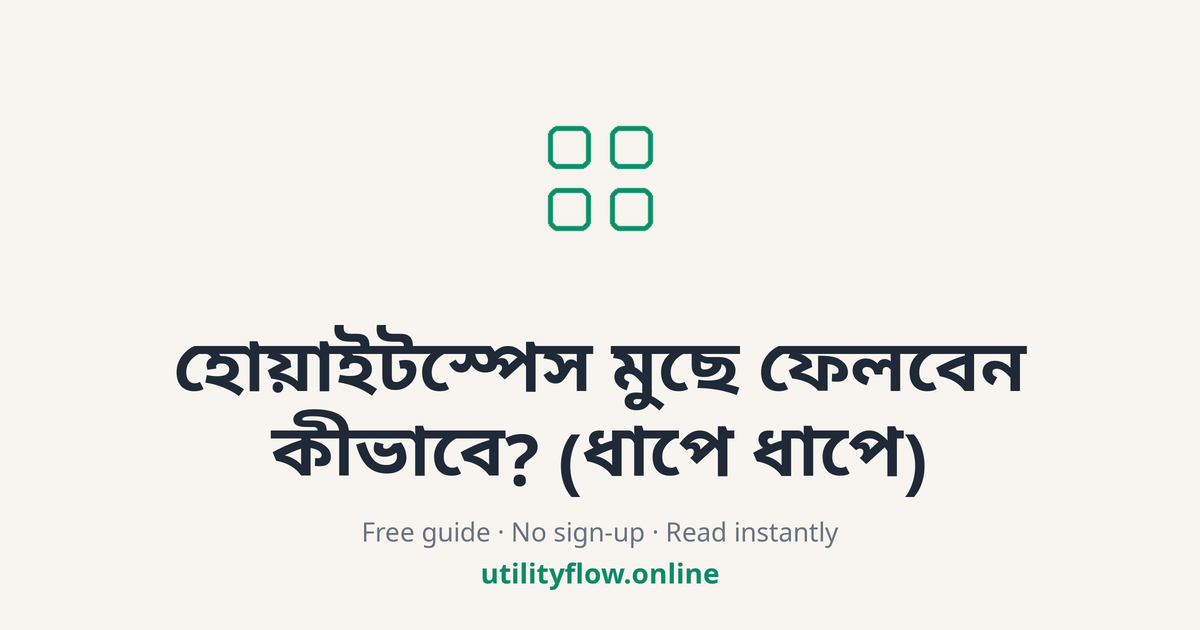 হোয়াইটস্পেস মুছে ফেলবেন
কীভাবে? (ধাপে ধাপে)
Free guide · No sign-up · Read instantly
utilityflow.online